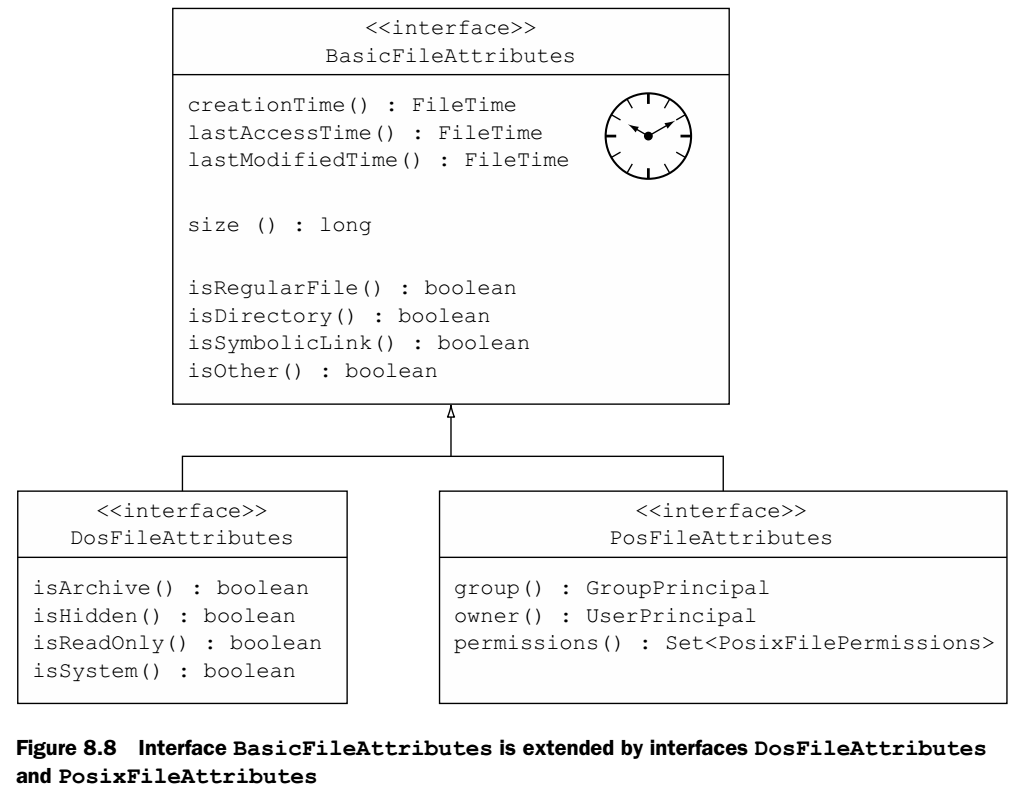 <<interface>>
BasicFileAttributes
creationTime() : FileTime
lastAccessTime() : FileTime
lastModifiedTime() : FileTime
size () : long
isRegularFile() : boolean
isDirectory() : boolean
isSymbolicLink() : boolean
isOther() : boolean
<<interface>>
DosFileAttributes
isArchive() : boolean
isHidden() : boolean
isReadOnly() : boolean
isSystem() : boolean
<<interface>>
PosFileAttributes
group() : GroupPrincipal
owner() : UserPrincipal
permissions() : Set<PosixFilePermissions>
Figure 8.8 Interface BasicFileAttributes is extended by interfaces DosFileAttributes
and PosixFileAttributes